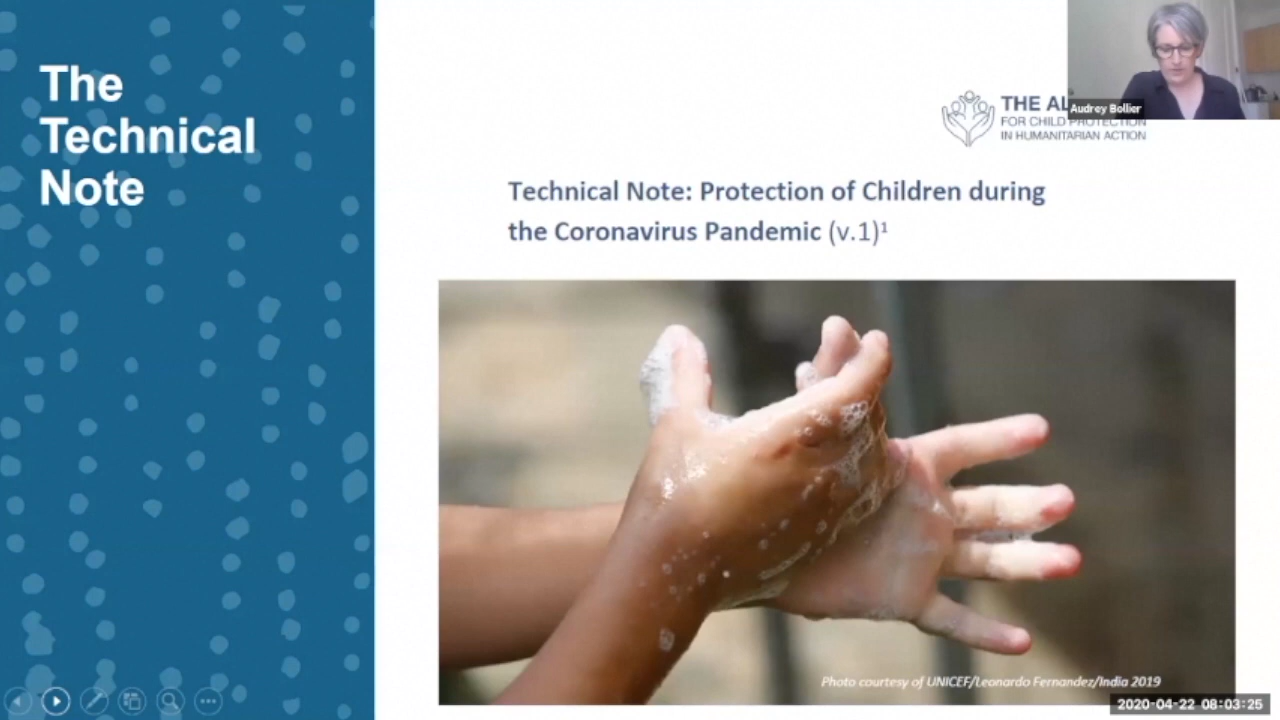 The
Technical
Note
THE AL
FOR CHILD PROTECTION
IN HUMANITARIAN ACTION
Audrey Bollier
Technical Note: Protection of Children during
the Coronavirus Pandemic (v.1)¹
Photo courtesy of UNICEF/Leonardo Fernandez/India 2019
2020-04-22 08:03:25